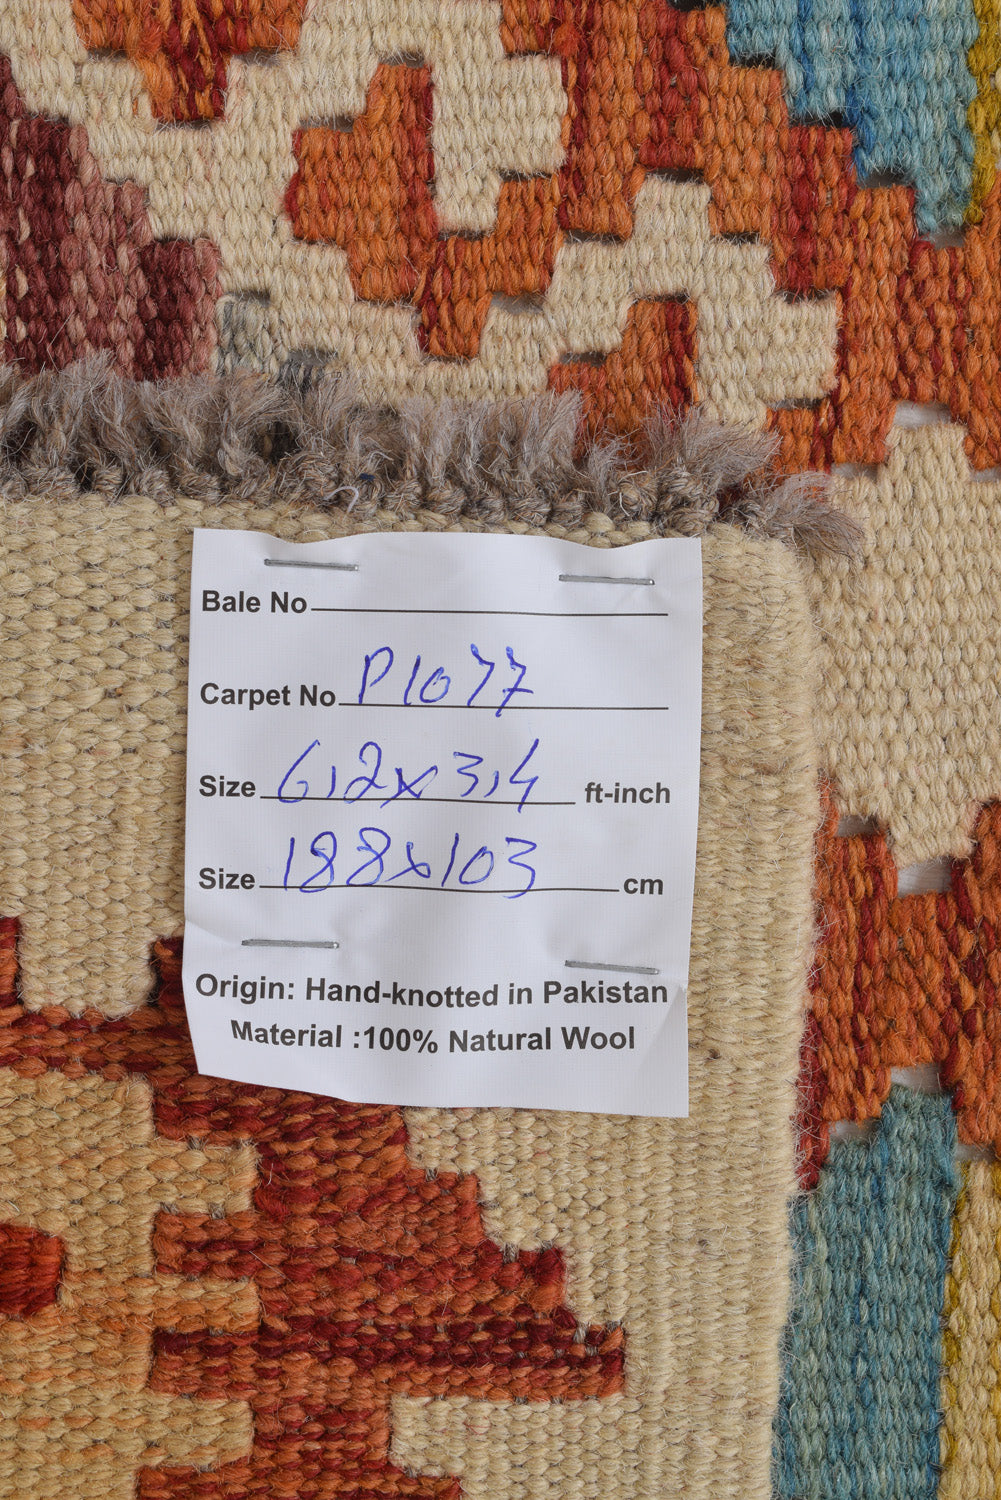 Bale No
Carpet No P1077
Size 6,2x3,4 ft-inch
Size 188x103 cm
Origin: Hand-knotted in Pakistan
Material :100% Natural Wool